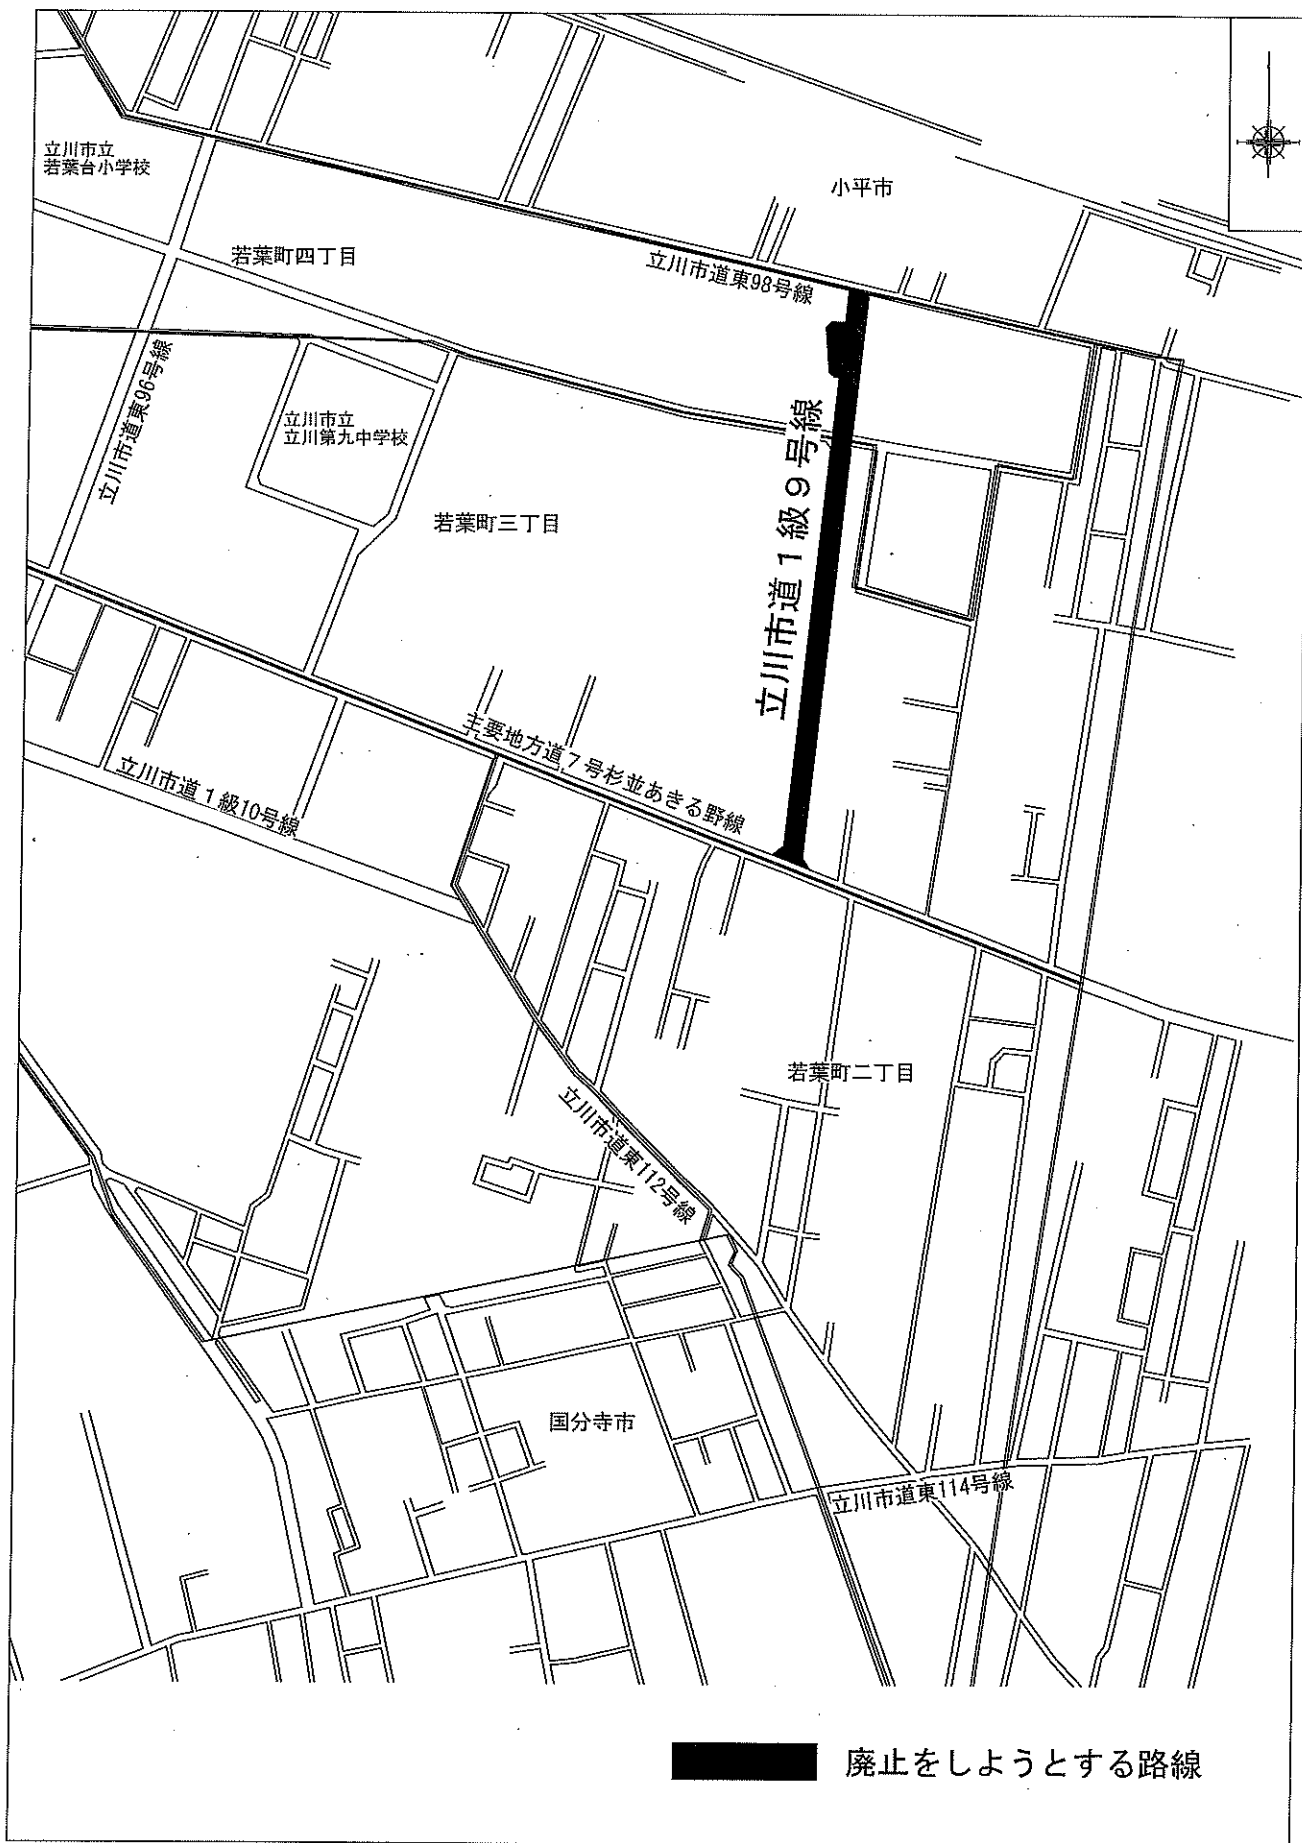 立川市立
若葉台小学校
小平市
若葉町四丁目
立川市道東98号線
立川市道東96号線
立川市立
立川第九中学校
立川市道1級9号線
若葉町三丁目
主要地方道7号杉並あきる野線
立川市道1級10号線
若葉町二丁目
立川市道東112号線
国分寺市
立川市道東114号線
廃止をしようとする路線